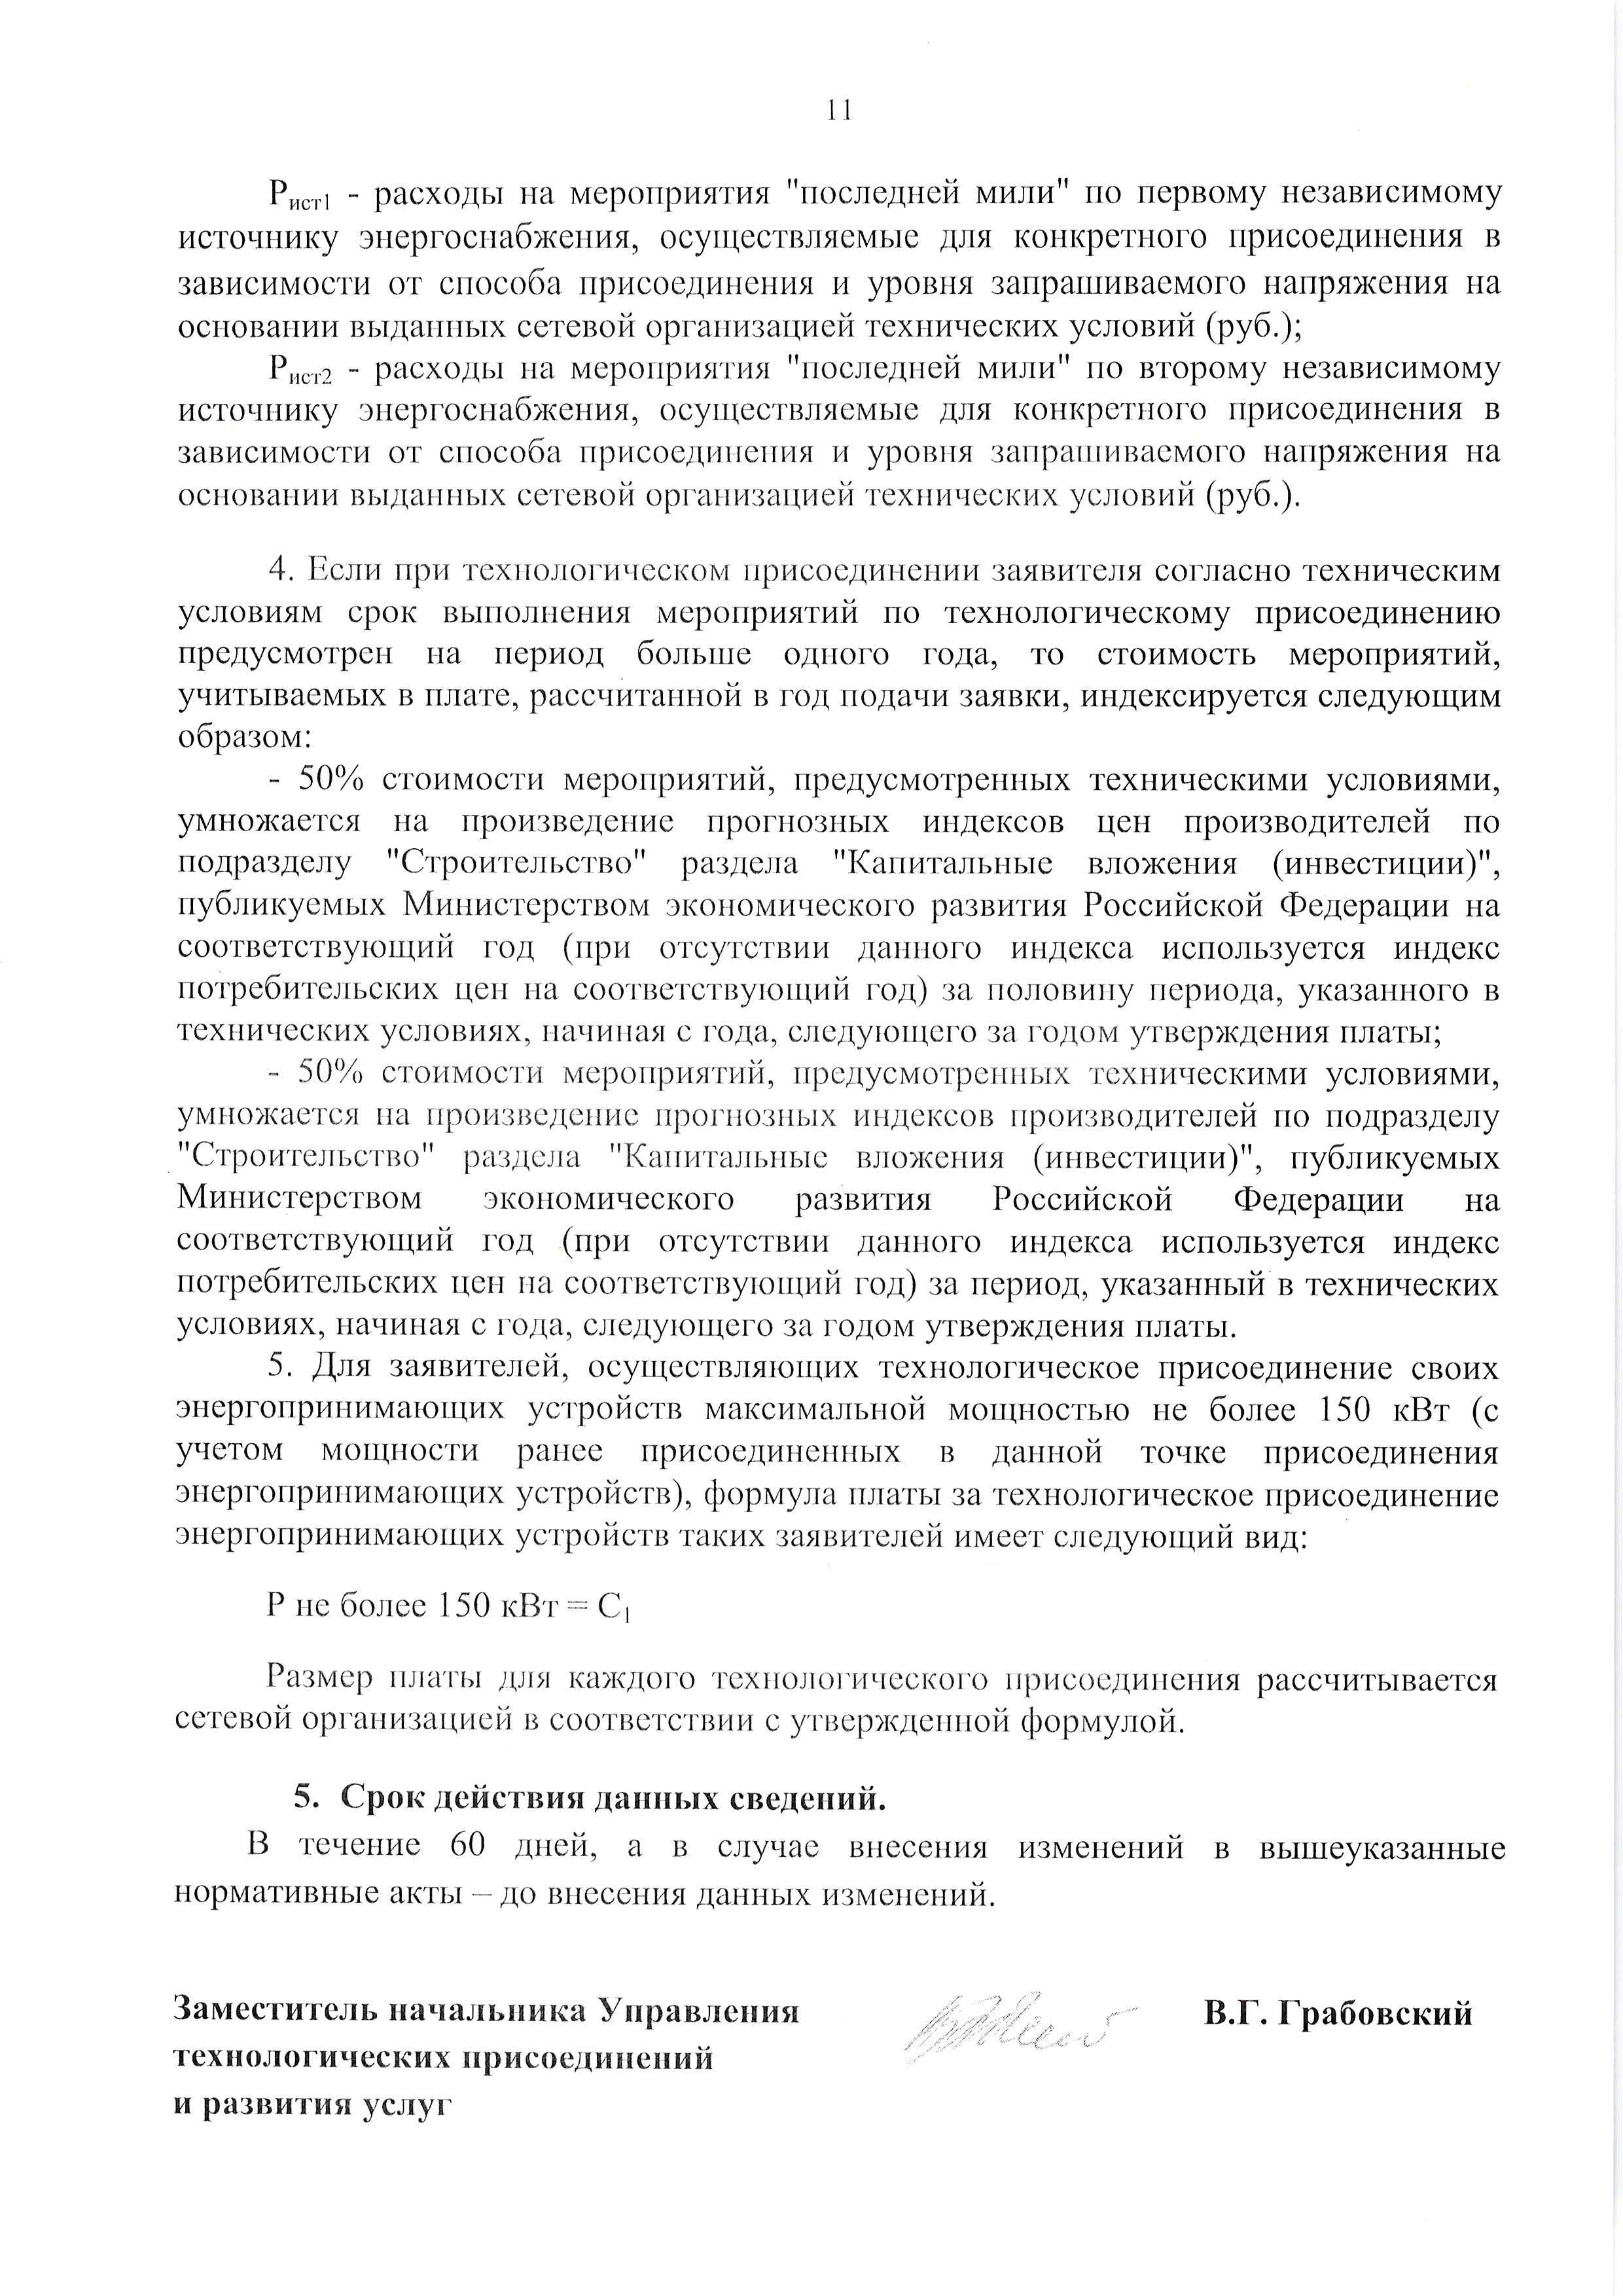 11
Рист1 - расходы на мероприятия "последней мили" по первому независимому
источнику энергоснабжения, осуществляемые для конкретного присоединения в
зависимости от способа присоединения и уровня запрашиваемого напряжения на
основании выданных сетевой организацией технических условий (руб.);
Рист2 - расходы на мероприятия "последней мили" по второму независимому
источнику энергоснабжения, осуществляемые для конкретного присоединения в
зависимости от способа присоединения и уровня запрашиваемого напряжения на
основании выданных сетевой организацией технических условий (руб.).
4. Если при технологическом присоединении заявителя согласно техническим
условиям срок выполнения мероприятий по технологическому присоединению
предусмотрен на период больше одного года, то стоимость мероприятий,
учитываемых в плате, рассчитанной в год подачи заявки, индексируется следующим
образом:
- 50% стоимости мероприятий, предусмотренных техническими условиями,
умножается на произведение прогнозных индексов цен производителей по
подразделу "Строительство" раздела "Капитальные вложения (инвестиции)",
публикуемых Министерством экономического развития Российской Федерации на
соответствующий год (при отсутствии данного индекса используется индекс
потребительских цен на соответствующий год) за половину периода, указанного в
технических условиях, начиная с года, следующего за годом утверждения платы;
- 50% стоимости мероприятий, предусмотренных техническими условиями,
умножается на произведение прогнозных индексов производителей по подразделу
"Строительство" раздела "Капитальные вложения (инвестиции)", публикуемых
Министерством экономического развития Российской Федерации на
соответствующий год (при отсутствии данного индекса используется индекс
потребительских цен на соответствующий год) за период, указанный в технических
условиях, начиная с года, следующего за годом утверждения платы.
5. Для заявителей, осуществляющих технологическое присоединение своих
энергопринимающих устройств максимальной мощностью не более 150 кВт (с
учетом мощности ранее присоединенных в данной точке присоединения
энергопринимающих устройств), формула платы за технологическое присоединение
энергопринимающих устройств таких заявителей имеет следующий вид:
Р не более 150 кВт = С1
Размер платы для каждого технологического присоединения рассчитывается
сетевой организацией в соответствии с утвержденной формулой.
5. Срок действия данных сведений.
В течение 60 дней, а в случае внесения изменений в вышеуказанные
нормативные акты – до внесения данных изменений.
Заместитель начальника Управления В.Г. Грабовский
технологических присоединений
и развития услуг